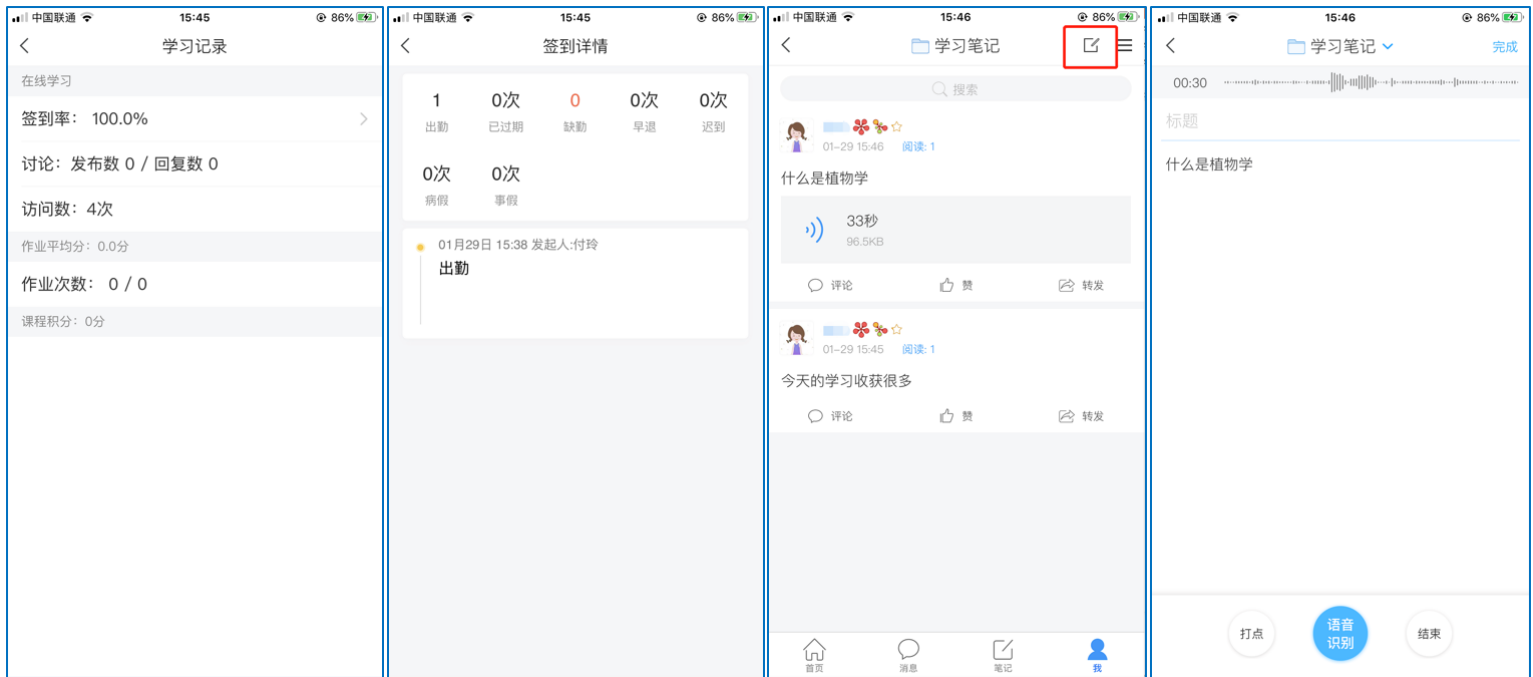 中国联通 15:45 86%
学习记录
在线学习
签到率： 100.0%
讨论：发布数 0 / 回复数 0
访问数：4次
作业平均分：0.0分
作业次数： 0 / 0
课程积分：0分
中国联通 15:45 86%
签到详情
1 0次 0 0次 0次
出勤 已过期 缺勤 早退 迟到
0次 0次
病假 事假
01月29日 15:38 发起人:付玲
出勤
中国联通 15:46 86%
学习笔记
搜索
01-29 15:46 阅读: 1
什么是植物学
33秒
96.5KB
评论 赞 转发
01-29 15:45 阅读: 1
今天的学习收获很多
评论 赞 转发
首页 消息 笔记 我
中国联通 15:46 86%
学习笔记 完成
00:30
标题
什么是植物学
打点 语音 结束
识别